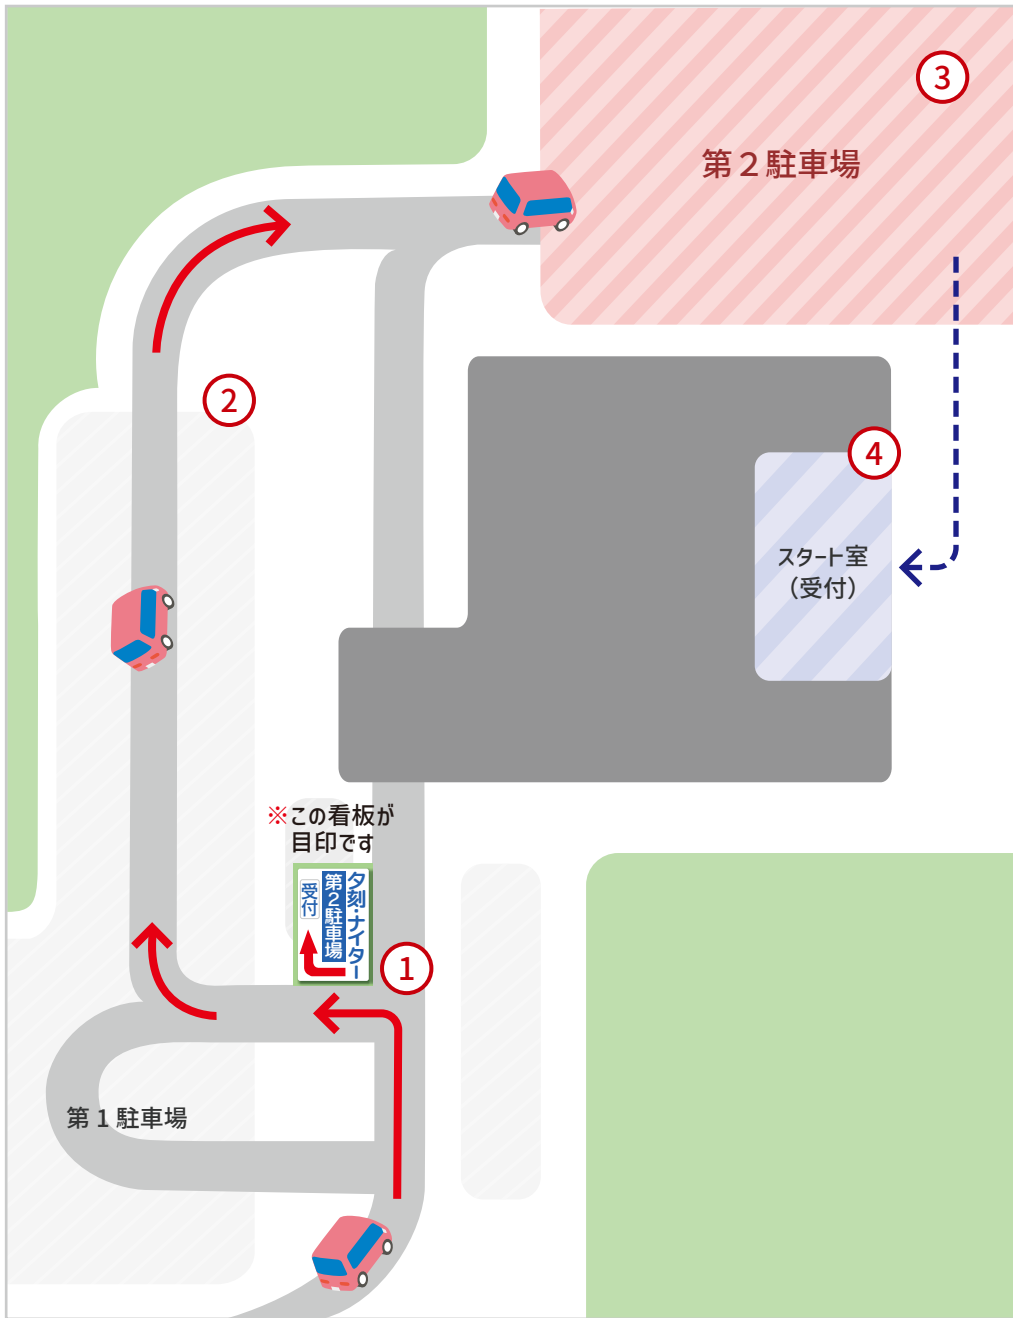 ③
第２駐車場
②
④
スタート室
（受付）
※この看板が
目印です
夕刻・ナイター
第2駐車場
受付
①
第１駐車場